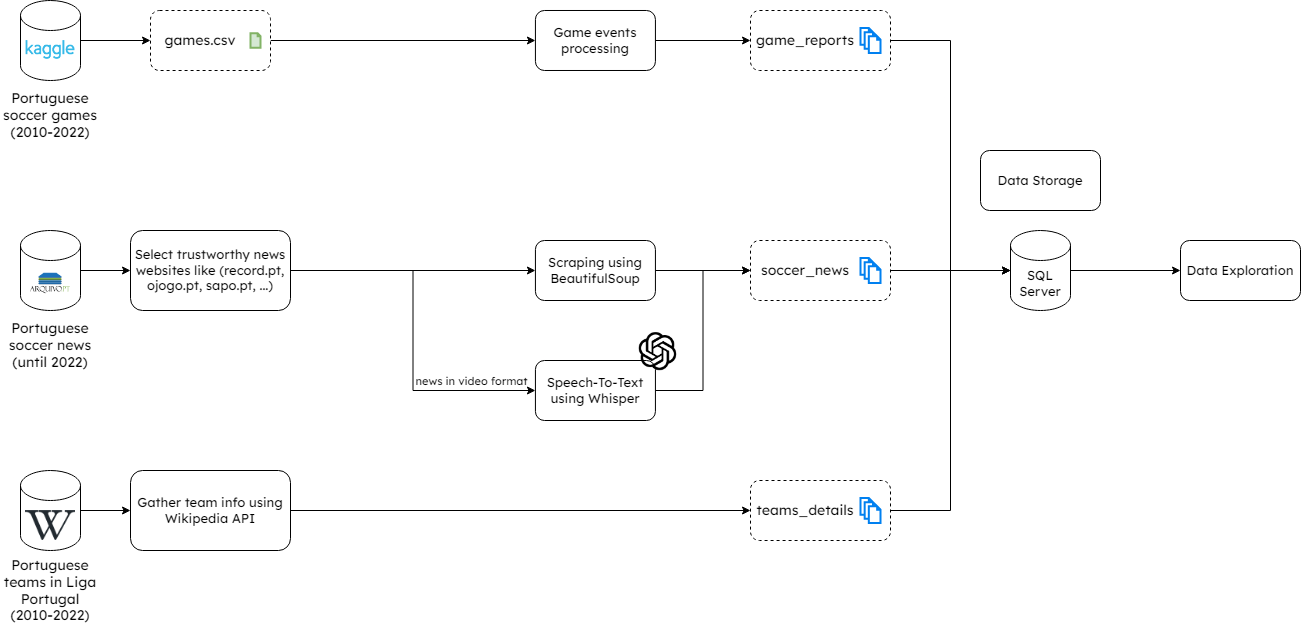 kaggle
Portuguese
soccer games
(2010-2022)
games.csv
Game events
processing
game_reports
Data Storage
ARQUIVO.PT
Portuguese
soccer news
(until 2022)
Select trustworthy news
websites like (record.pt,
ojogo.pt, sapo.pt, ...)
Scraping using
BeautifulSoup
soccer_news
SQL
Server
Data Exploration
news in video format
Speech-To-Text
using Whisper
W
Portuguese
teams in Liga
Portugal
(2010-2022)
Gather team info using
Wikipedia API
teams_details